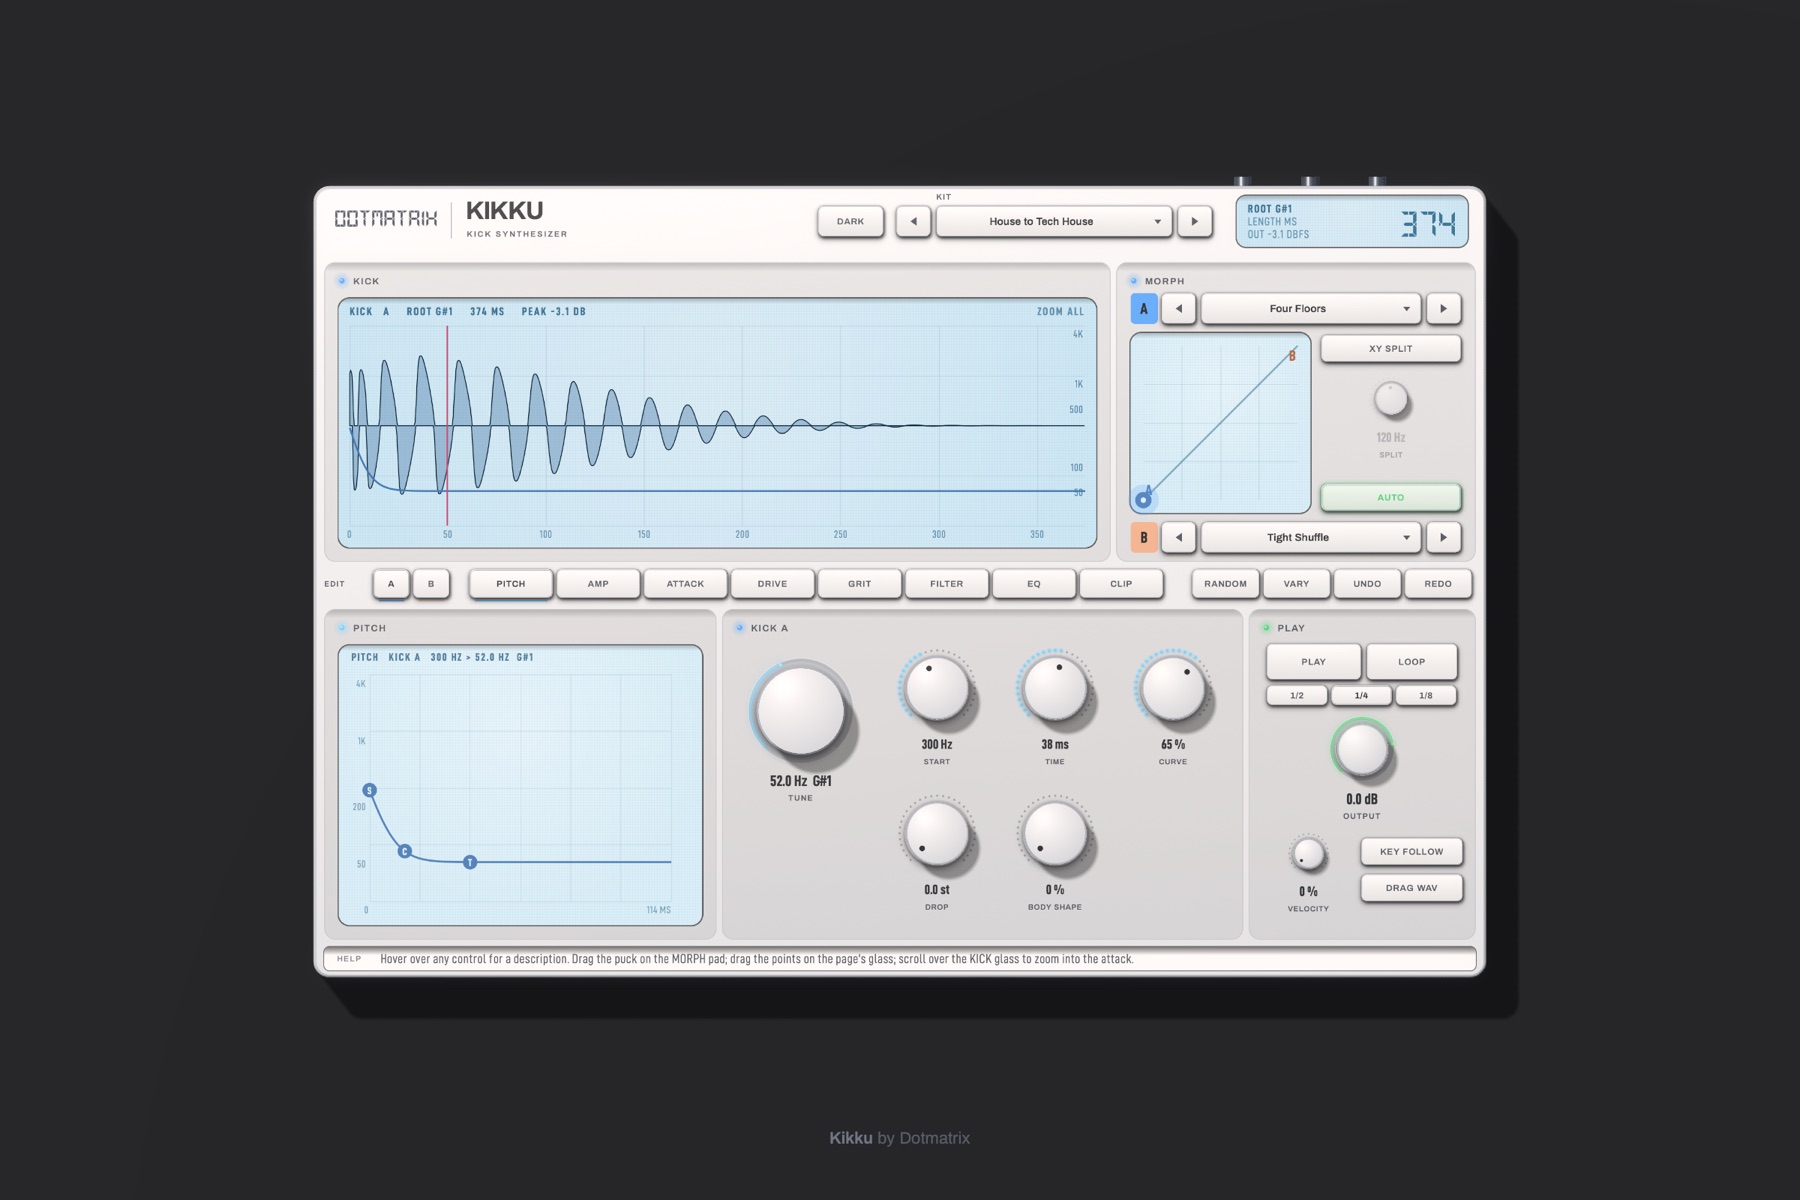 DOTMATRIX
KIKKU
KICK SYNTHESIZER
DARK
KIT
House to Tech House
ROOT G#1
LENGTH MS
OUT -3.1 DBFS
374
KICK
KICK A ROOT G#1 374 MS PEAK -3.1 DB ZOOM ALL
4K
1K
500
100
50
0 50 100 150 200 250 300 350
MORPH
A Four Floors
B
A
XY SPLIT
120 Hz
SPLIT
AUTO
B Tight Shuffle
EDIT A B PITCH AMP ATTACK DRIVE GRIT FILTER EQ CLIP RANDOM VARY UNDO REDO
PITCH
PITCH KICK A 300 HZ > 52.0 HZ G#1
4K
1K
S
200
C
T
50
0 114 MS
KICK A
52.0 Hz G#1
TUNE
300 Hz
START
38 ms
TIME
65 %
CURVE
0.0 st
DROP
0 %
BODY SHAPE
PLAY
PLAY LOOP
1/2 1/4 1/8
0.0 dB
OUTPUT
0 %
VELOCITY
KEY FOLLOW
DRAG WAV
HELP Hover over any control for a description. Drag the puck on the MORPH pad; drag the points on the page's glass; scroll over the KICK glass to zoom into the attack.
Kikku by Dotmatrix